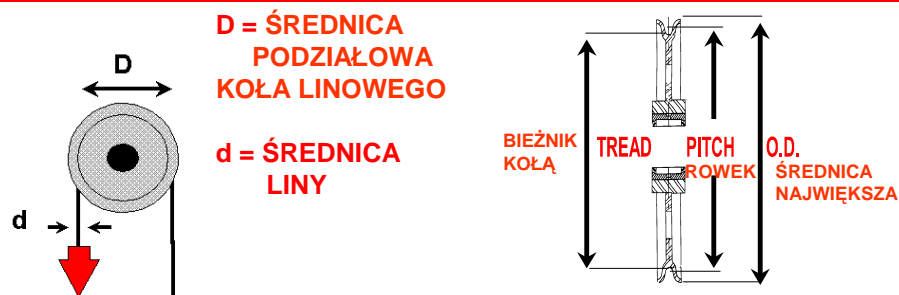 D = ŚREDNICA
PODZIAŁOWA
KOŁA LINOWEGO
D
d = ŚREDNICA
LINY
d
BIEŻNIK
KOŁĄ
TREAD
PITCH
ROWEK
O.D.
ŚREDNICA
NAJWIĘKSZA